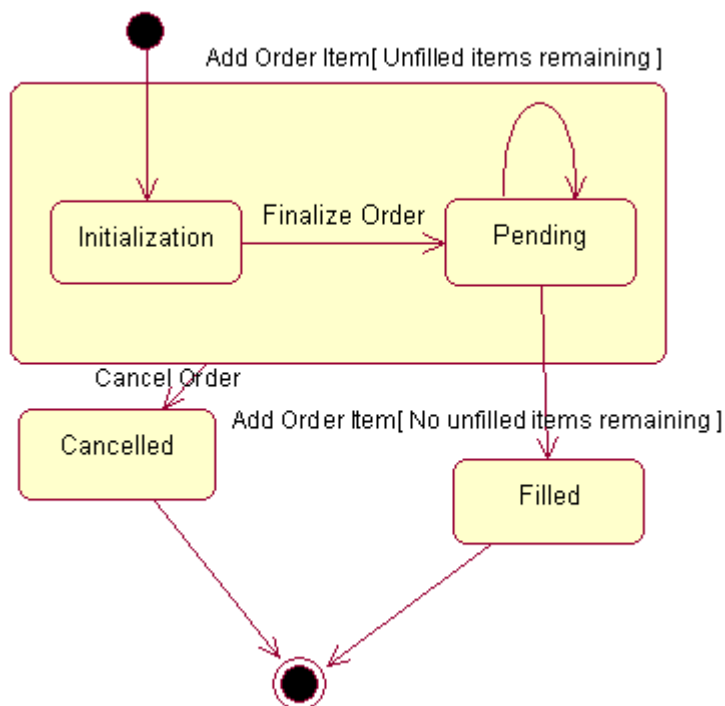 Add Order Item[ Unfilled items remaining ]
Finalize Order
Initialization
Pending
Cancel Order
Add Order Item[ No unfilled items remaining ]
Cancelled
Filled